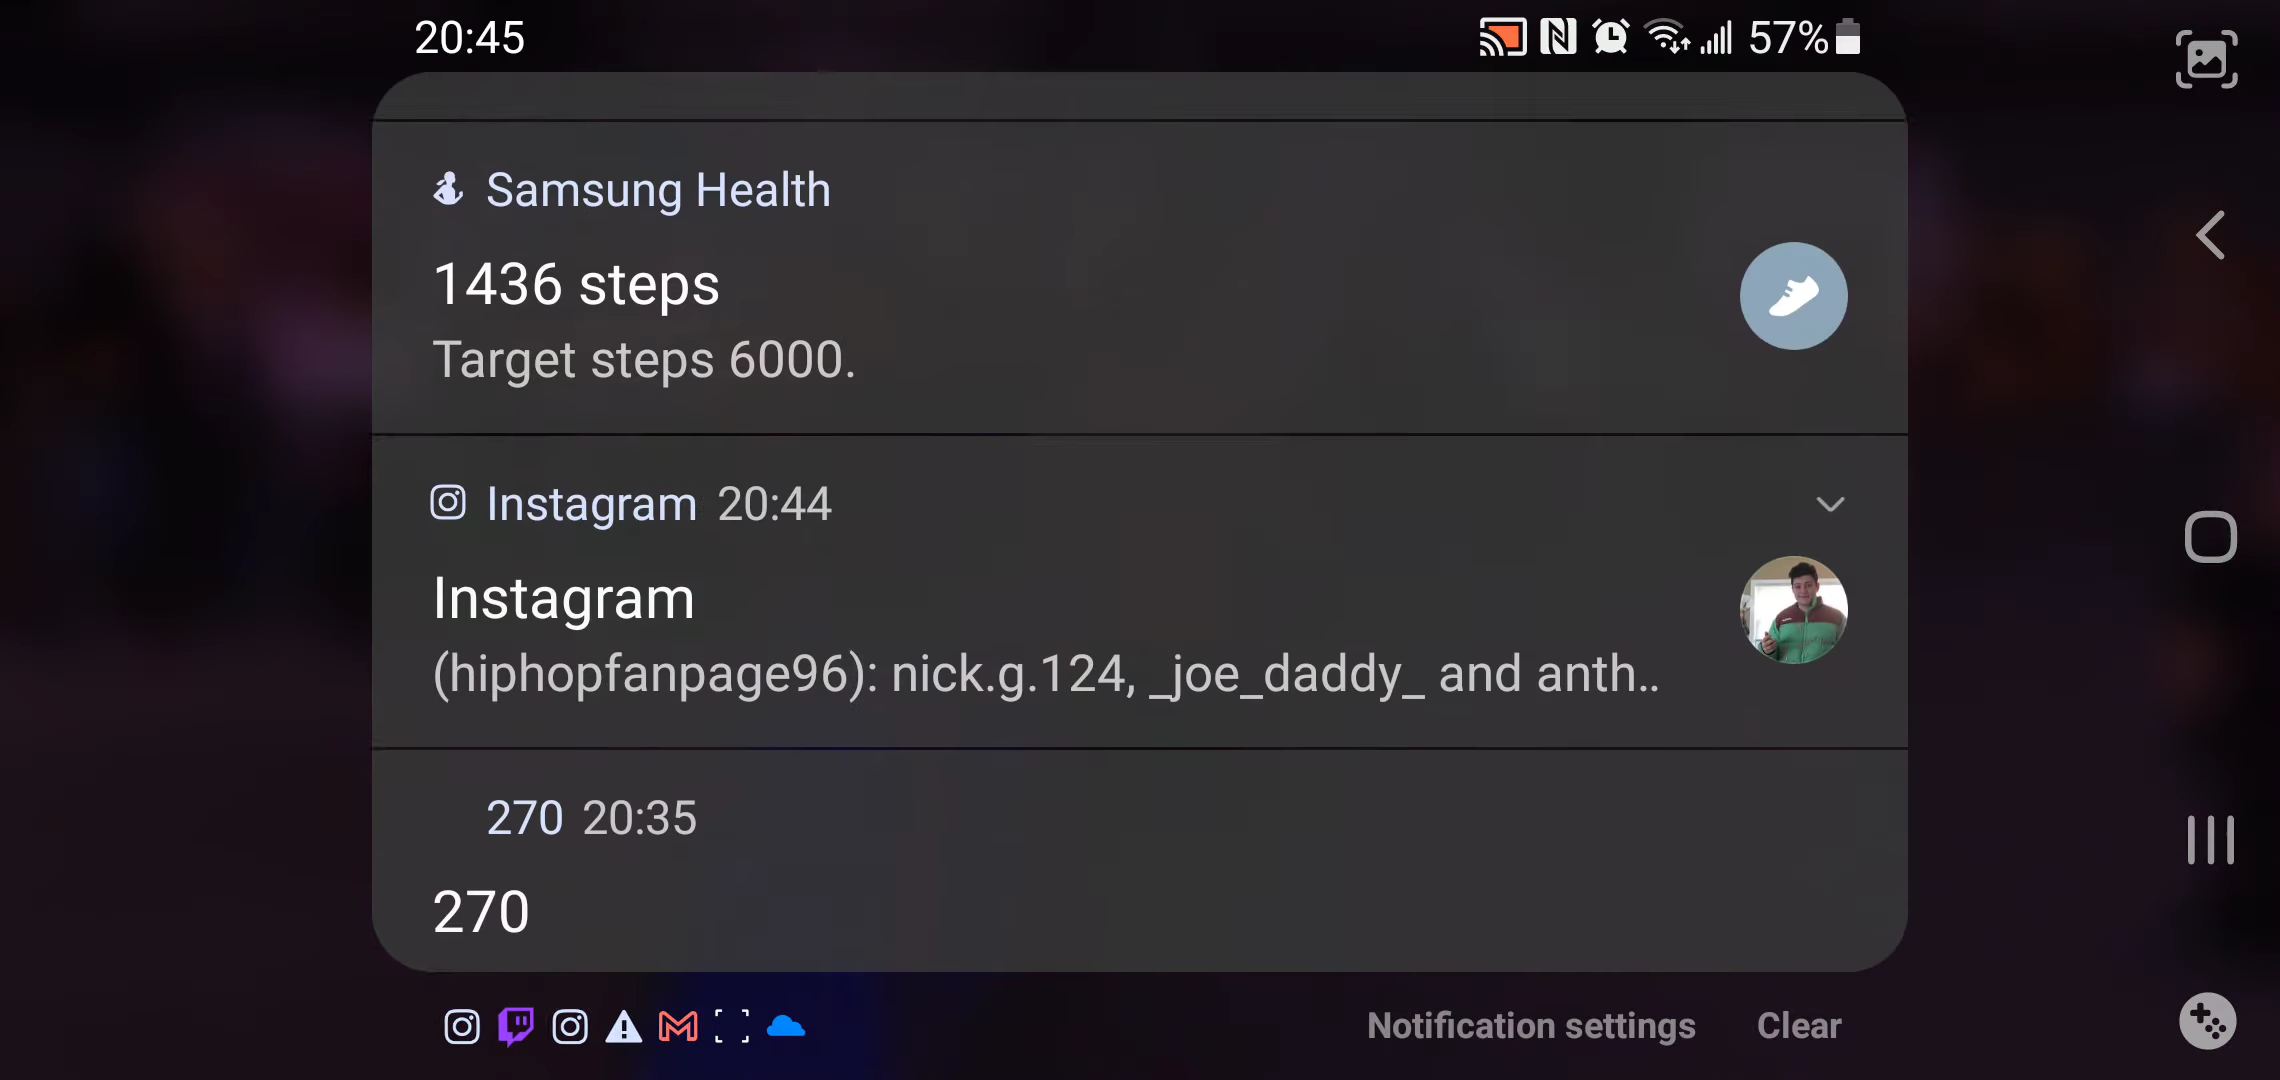 20:45
57%
Samsung Health
1436 steps
Target steps 6000.
Instagram 20:44
Instagram
(hiphopfanpage96): nick.g.124, _joe_daddy_ and anth..
270 20:35
270
Notification settings Clear